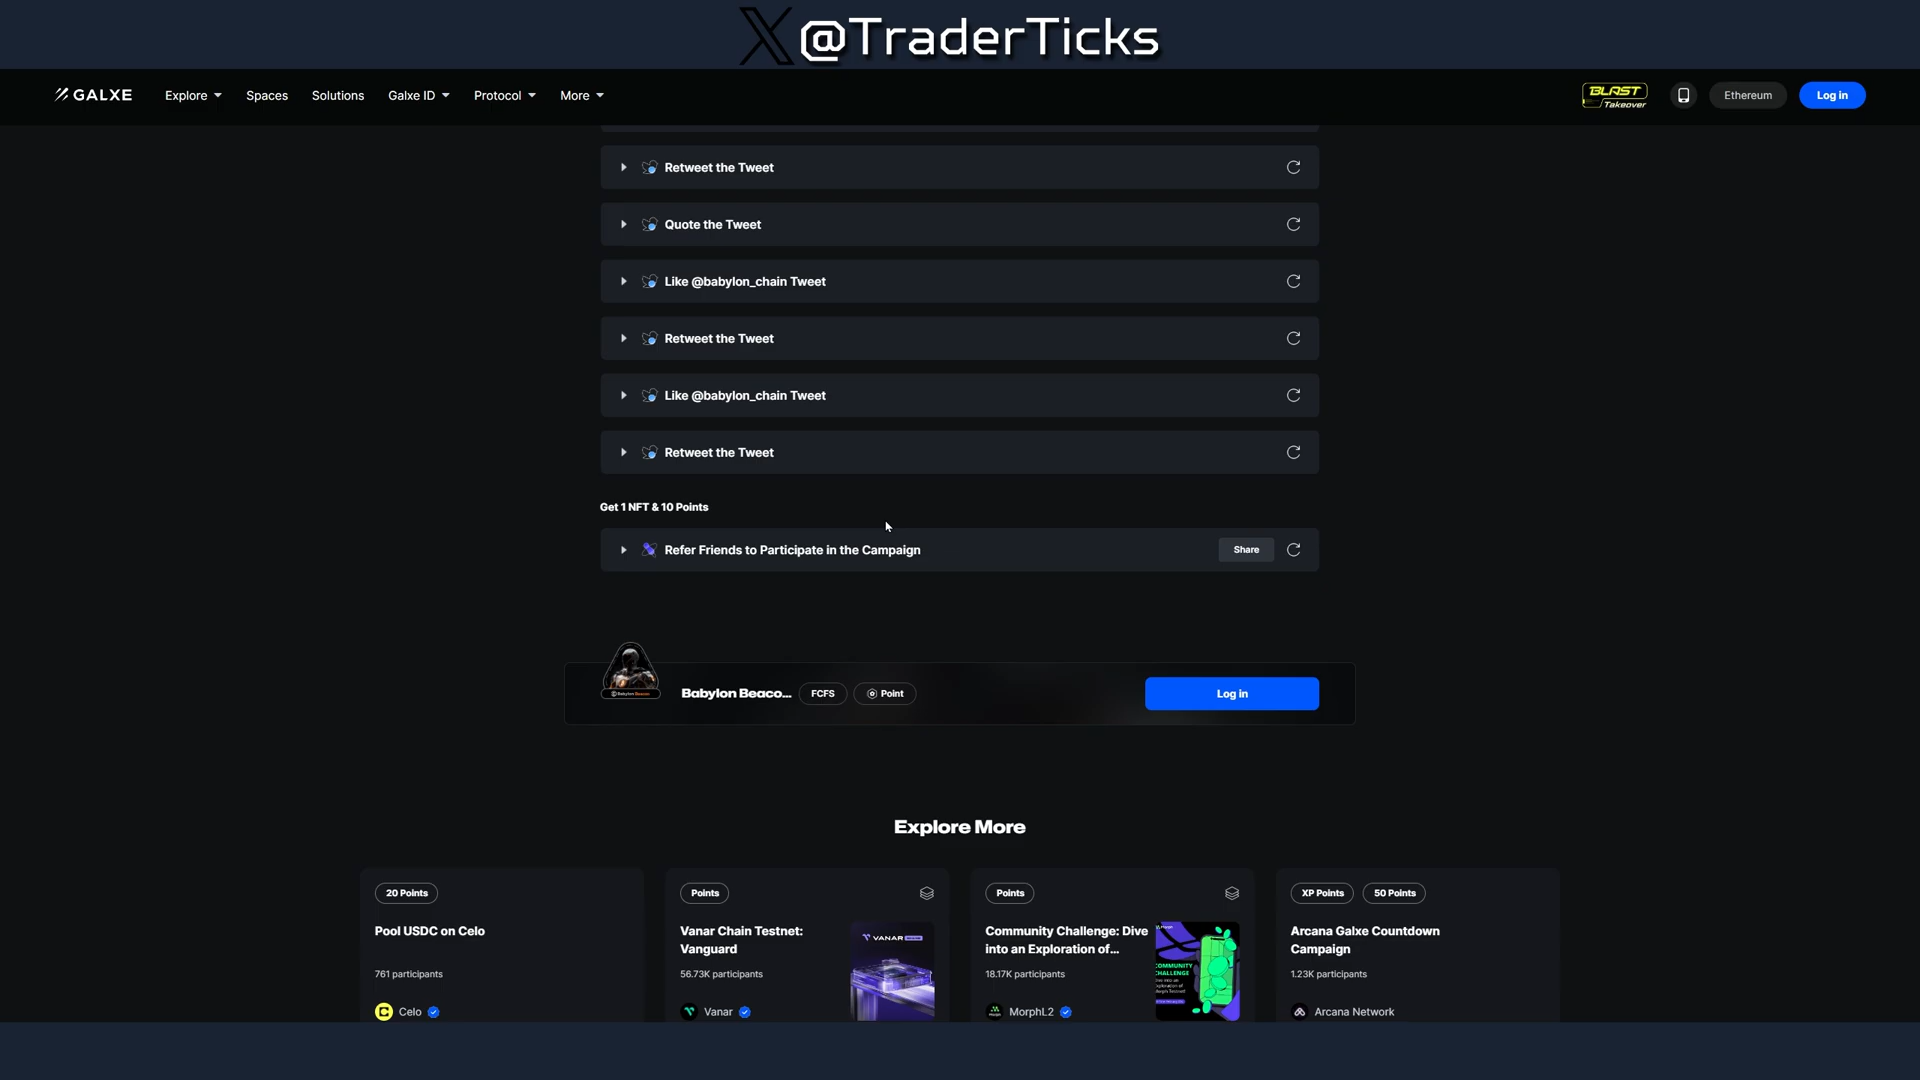 @TraderTicks
GALXE
Explore
Spaces
Solutions
Galxe ID
Protocol
More
BLAST
Takeover
Ethereum
Log in
Retweet the Tweet
Quote the Tweet
Like @babylon_chain Tweet
Retweet the Tweet
Like @babylon_chain Tweet
Retweet the Tweet
Get 1 NFT & 10 Points
Refer Friends to Participate in the Campaign
Share
Babylon Beaco...
FCFS
Point
Log in
Explore More
20 Points
Pool USDC on Celo
761 participants
Celo
Points
Vanar Chain Testnet:
Vanguard
56.73K participants
VANAR
Vanar
Points
Community Challenge: Dive
into an Exploration of...
18.17K participants
COMMUNITY
CHALLENGE
MorphL2
XP Points
50 Points
Arcana Galxe Countdown
Campaign
1.23K participants
Arcana Network